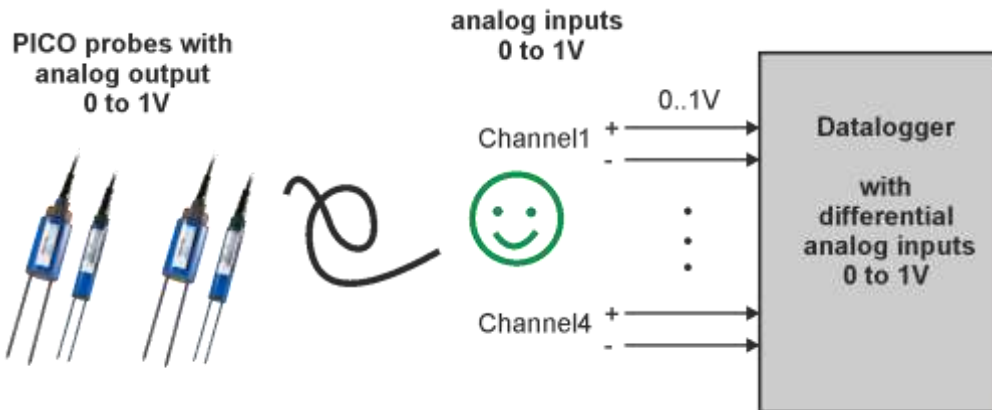 PICO probes with
analog output
0 to 1V
analog inputs
0 to 1V
0..1V
Channel1 +
-
Channel4 +
-
Datalogger
with
differential
analog inputs
0 to 1V